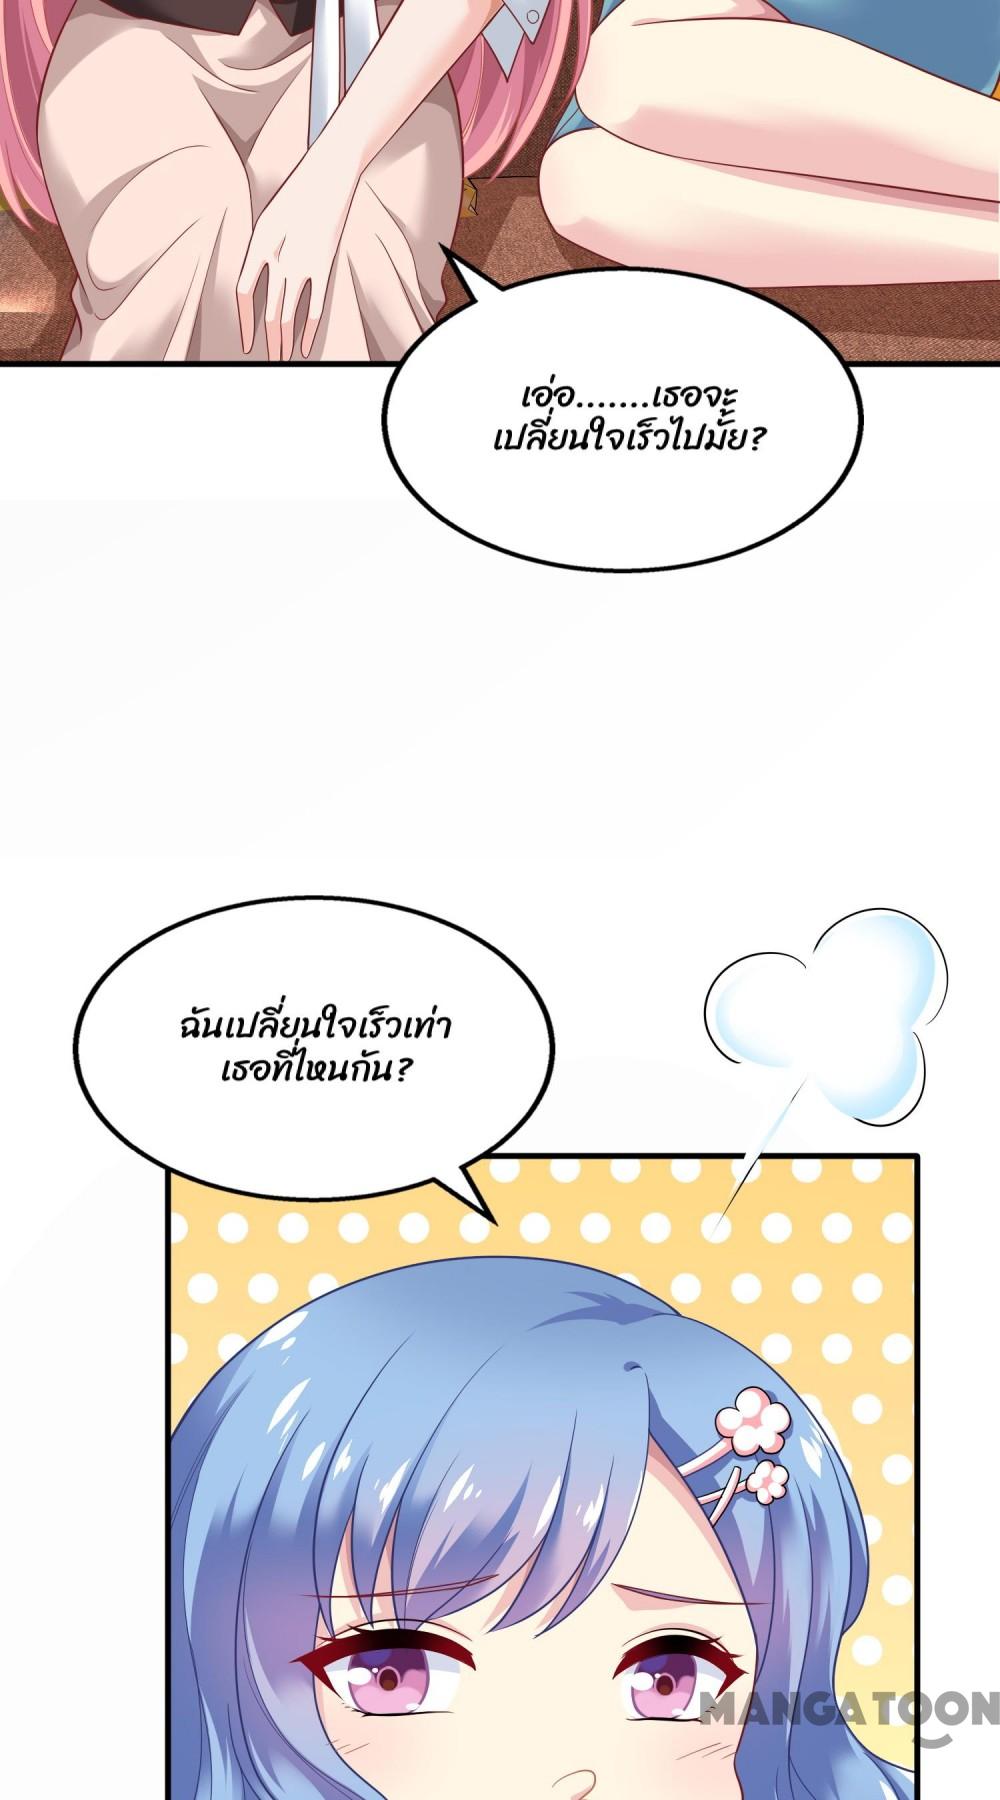 เอ่อ.......เธอจะ
เปลี่ยนใจเร็วไปมั้ย?
ฉันเปลี่ยนใจเร็วเท่า
เธอที่ไหนกัน?
MANGATOON